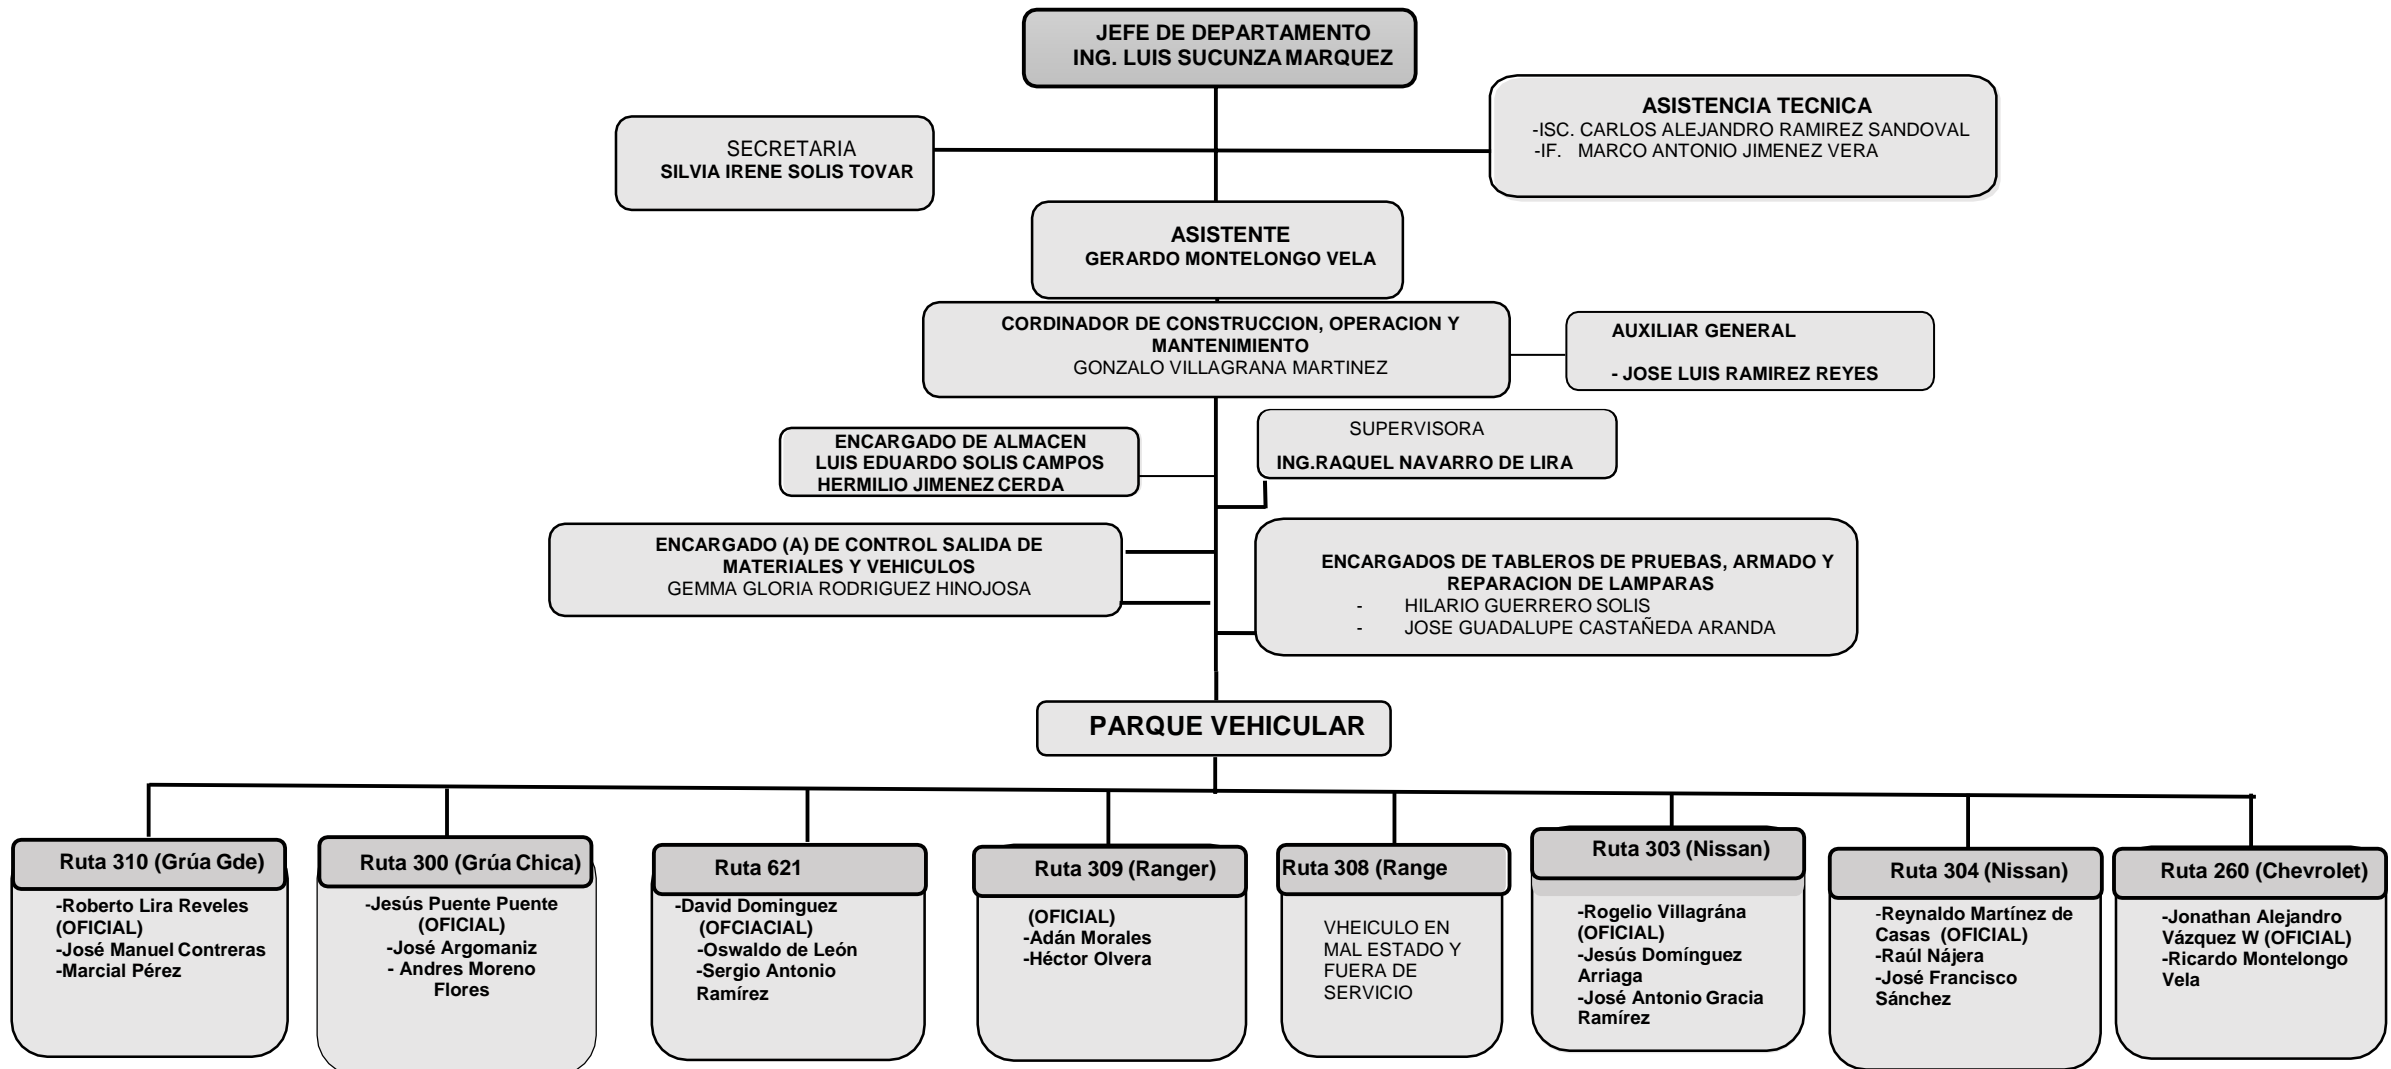 JEFE DE DEPARTAMENTO
ING. LUIS SUCUNZA MARQUEZ
ASISTENCIA TECNICA
-ISC. CARLOS ALEJANDRO RAMIREZ SANDOVAL
-IF. MARCO ANTONIO JIMENEZ VERA
SECRETARIA
SILVIA IRENE SOLIS TOVAR
ASISTENTE
GERARDO MONTELONGO VELA
CORDINADOR DE CONSTRUCCION, OPERACION Y
MANTENIMIENTO
GONZALO VILLAGRANA MARTINEZ
AUXILIAR GENERAL
- JOSE LUIS RAMIREZ REYES
ENCARGADO DE ALMACEN
LUIS EDUARDO SOLIS CAMPOS
HERMILIO JIMENEZ CERDA
SUPERVISORA
ING.RAQUEL NAVARRO DE LIRA
ENCARGADO (A) DE CONTROL SALIDA DE
MATERIALES Y VEHICULOS
GEMMA GLORIA RODRIGUEZ HINOJOSA
ENCARGADOS DE TABLEROS DE PRUEBAS, ARMADO Y
REPARACION DE LAMPARAS
- HILARIO GUERRERO SOLIS
- JOSE GUADALUPE CASTAÑEDA ARANDA
PARQUE VEHICULAR
Ruta 310 (Grúa Gde)
-Roberto Lira Reveles
(OFICIAL)
-José Manuel Contreras
-Marcial Pérez
Ruta 300 (Grúa Chica)
-Jesús Puente Puente
(OFICIAL)
-José Argomaniz
- Andres Moreno
Flores
Ruta 621
-David Dominguez
(OFCIACIAL)
-Oswaldo de León
-Sergio Antonio
Ramírez
Ruta 309 (Ranger)
(OFICIAL)
-Adán Morales
-Héctor Olvera
Ruta 308 (Range
VHEICULO EN
MAL ESTADO Y
FUERA DE
SERVICIO
Ruta 303 (Nissan)
-Rogelio Villagrána
(OFICIAL)
-Jesús Domínguez
Arriaga
-José Antonio Gracia
Ramírez
Ruta 304 (Nissan)
-Reynaldo Martínez de
Casas (OFICIAL)
-Raúl Nájera
-José Francisco
Sánchez
Ruta 260 (Chevrolet)
-Jonathan Alejandro
Vázquez W (OFICIAL)
-Ricardo Montelongo
Vela